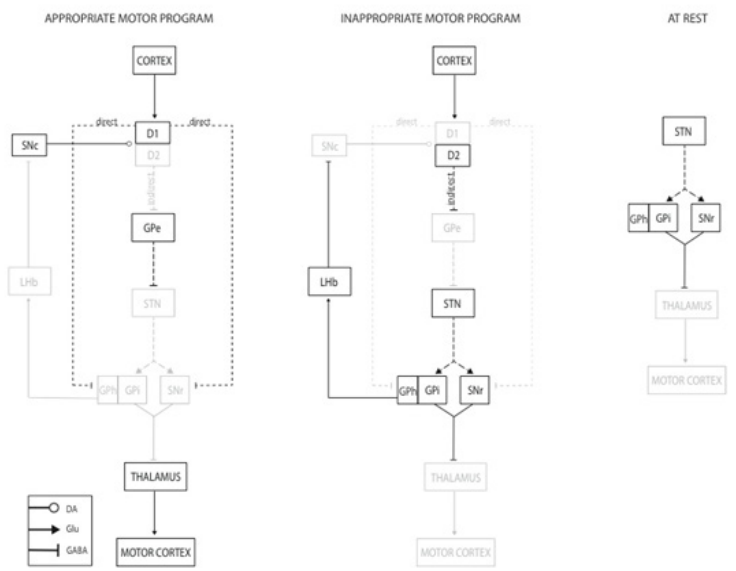 APPROPRIATE MOTOR PROGRAM
CORTEX
direct
direct
D1
D2
SNc
indirect
GPe
LHb
STN
GPh GPi SNr
THALAMUS
MOTOR CORTEX
DA
Glu
GABA
INAPPROPRIATE MOTOR PROGRAM
CORTEX
direct
direct
D1
D2
SNc
indirect
GPe
LHb
STN
GPh GPi SNr
THALAMUS
MOTOR CORTEX
AT REST
STN
GPh GPi SNr
THALAMUS
MOTOR CORTEX